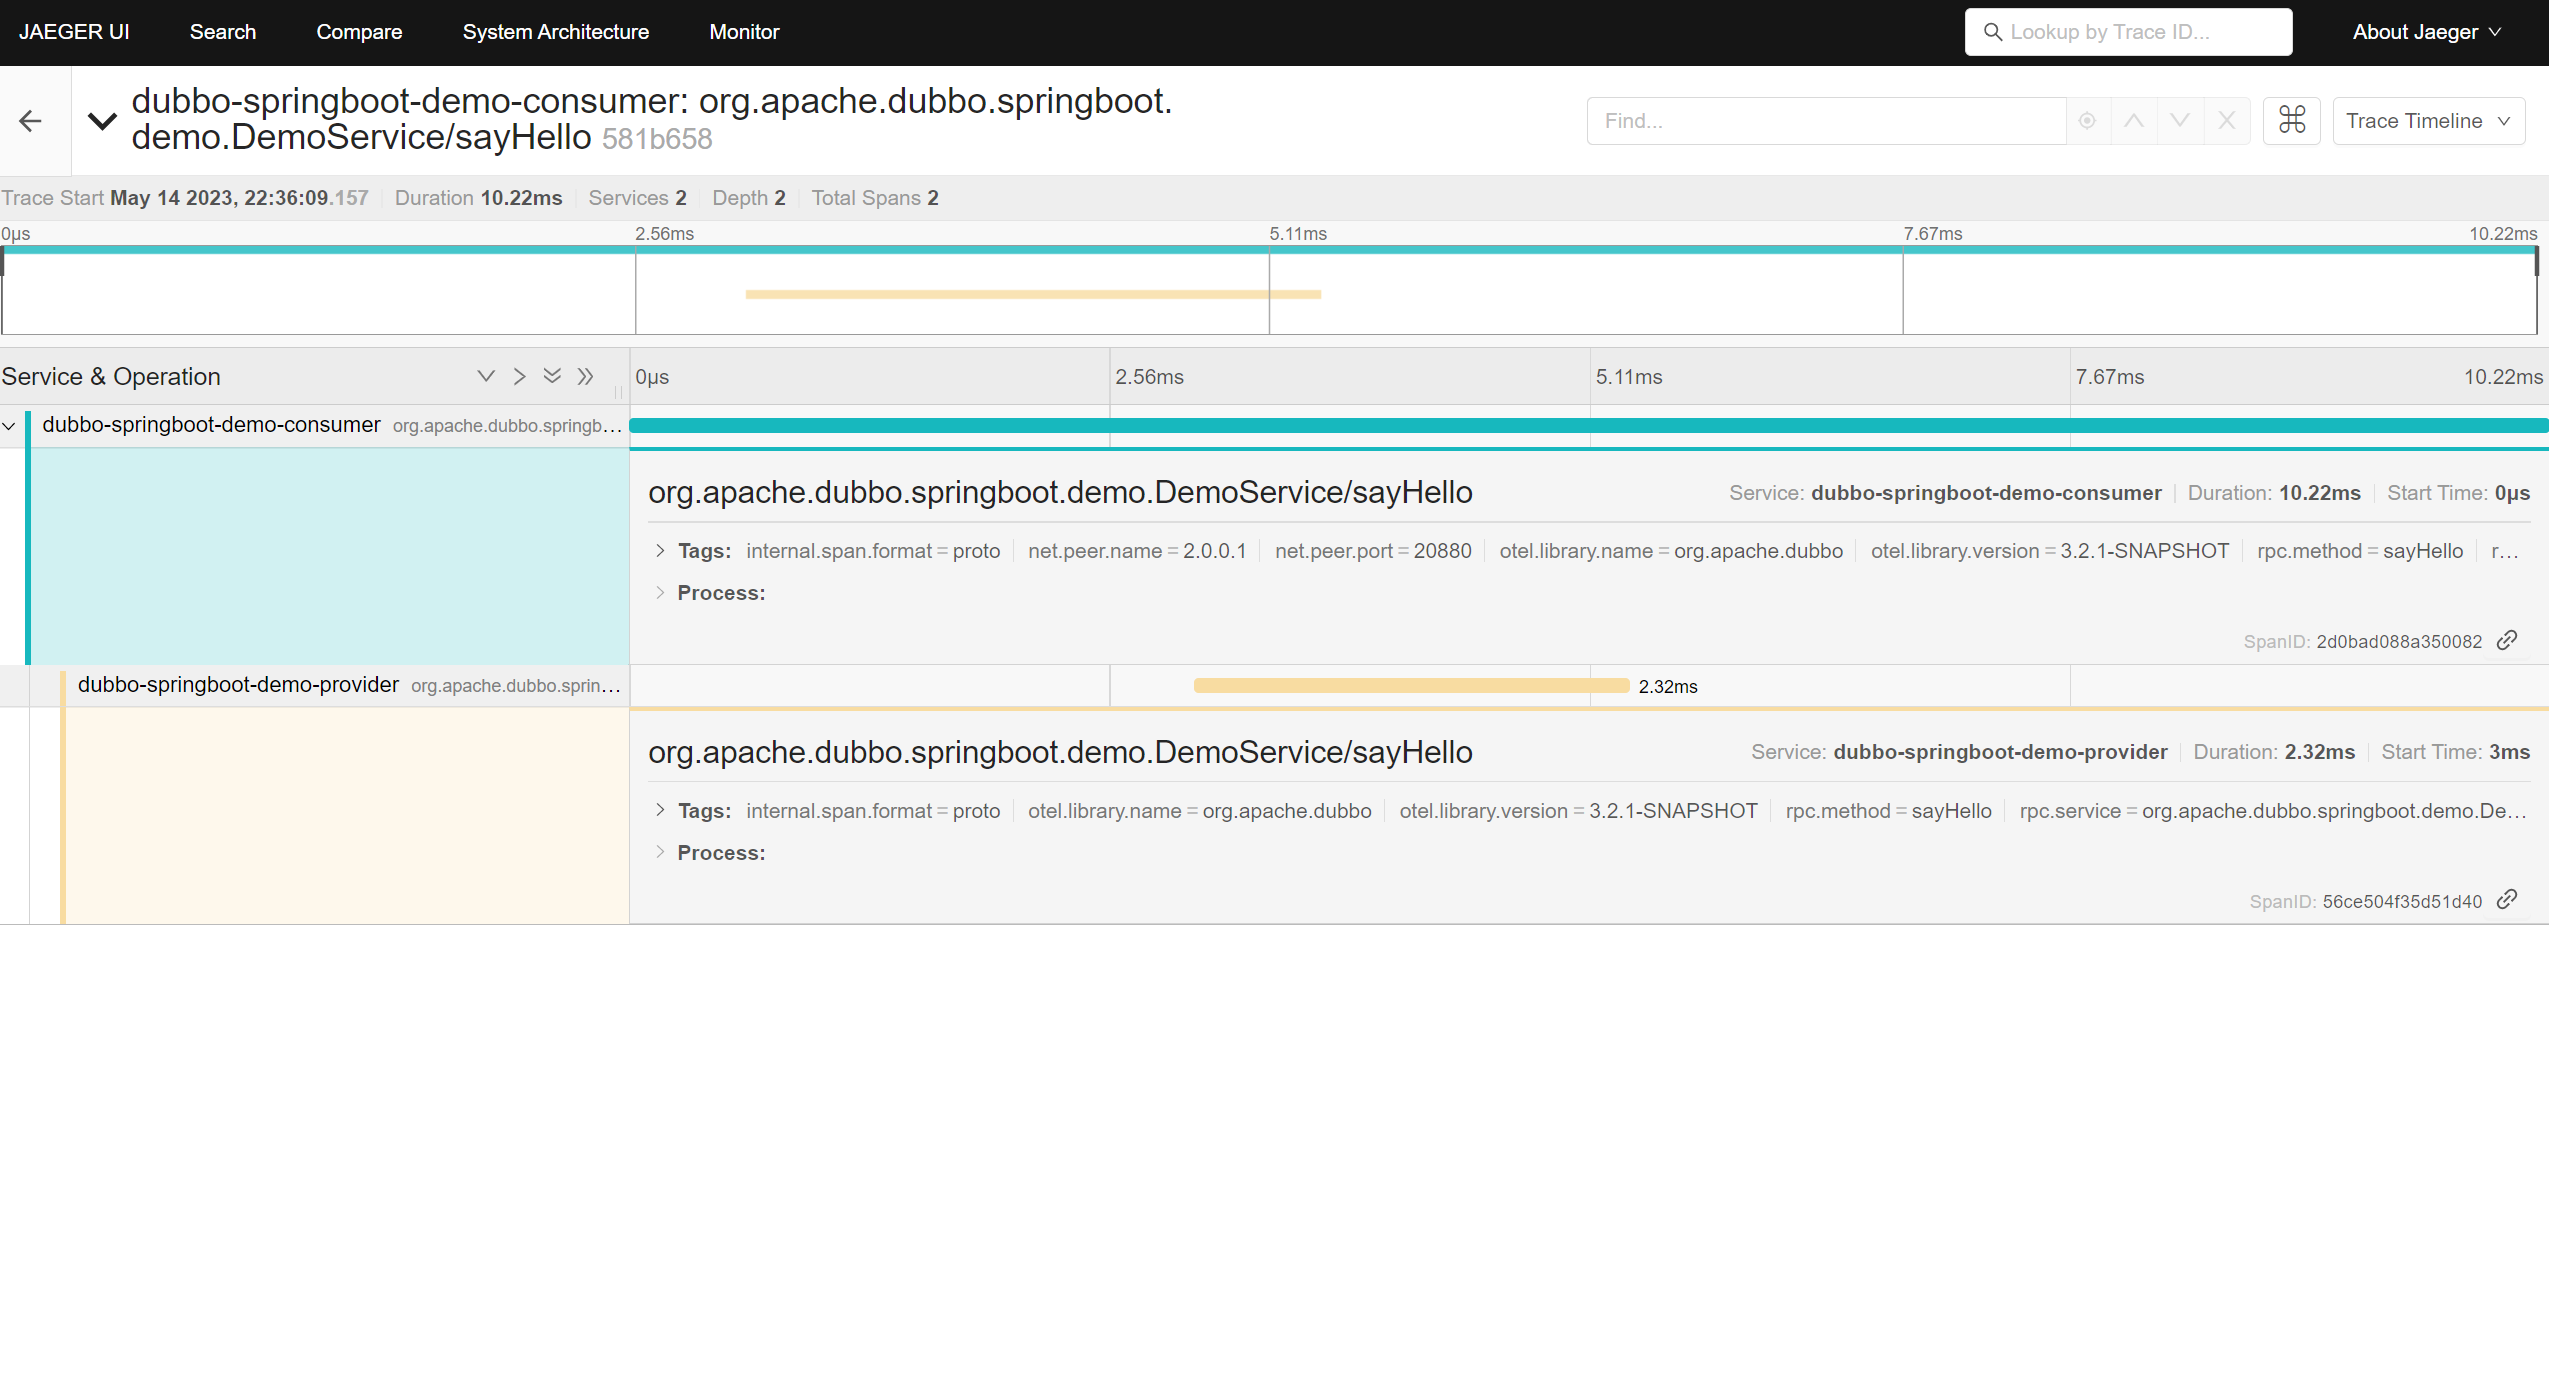 JAEGER UI Search Compare System Architecture Monitor Lookup by Trace ID... About Jaeger
dubbo-springboot-demo-consumer: org.apache.dubbo.springboot.
demo.DemoService/sayHello 581b658
Find... Trace Timeline
Trace Start May 14 2023, 22:36:09.157 Duration 10.22ms Services 2 Depth 2 Total Spans 2
0μs 2.56ms 5.11ms 7.67ms 10.22ms
Service & Operation 0μs 2.56ms 5.11ms 7.67ms 10.22ms
dubbo-springboot-demo-consumer org.apache.dubbo.springb...
org.apache.dubbo.springboot.demo.DemoService/sayHello Service: dubbo-springboot-demo-consumer Duration: 10.22ms Start Time: 0μs
Tags: internal.span.format = proto net.peer.name = 2.0.0.1 net.peer.port = 20880 otel.library.name = org.apache.dubbo otel.library.version = 3.2.1-SNAPSHOT rpc.method = sayHello r...
Process:
SpanID: 2d0bad088a350082
dubbo-springboot-demo-provider org.apache.dubbo.sprin... 2.32ms
org.apache.dubbo.springboot.demo.DemoService/sayHello Service: dubbo-springboot-demo-provider Duration: 2.32ms Start Time: 3ms
Tags: internal.span.format = proto otel.library.name = org.apache.dubbo otel.library.version = 3.2.1-SNAPSHOT rpc.method = sayHello rpc.service = org.apache.dubbo.springboot.demo.De...
Process:
SpanID: 56ce504f35d51d40